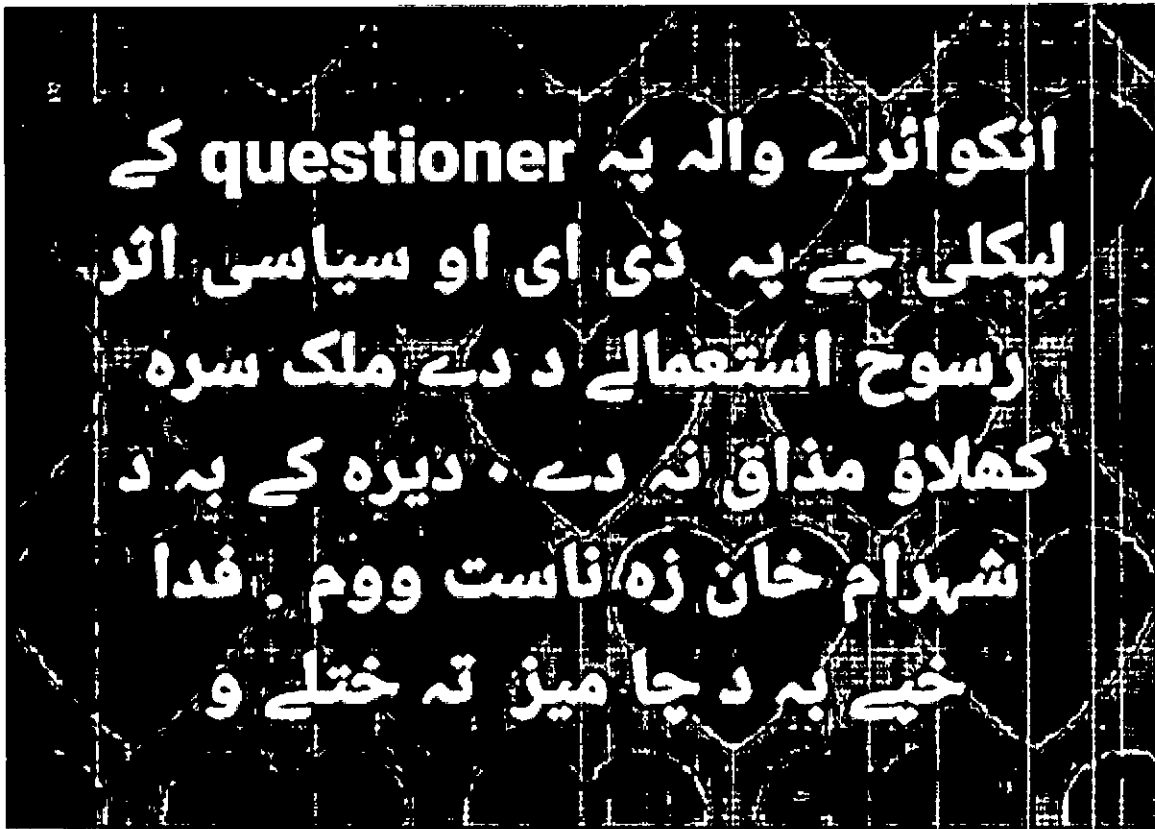 انکوائرے والہ پہ questioner کے
لیکلی چے پہ ڈی ای او سیاسی اثر
رسوخ استعمالے د دے ملک سرہ
کھلاؤ مذاق نہ دے ۰ دیرہ کے بہ د
شہرام خان زہ ناست ووم . فدا
خپے بہ د چا میز تہ ختلے و